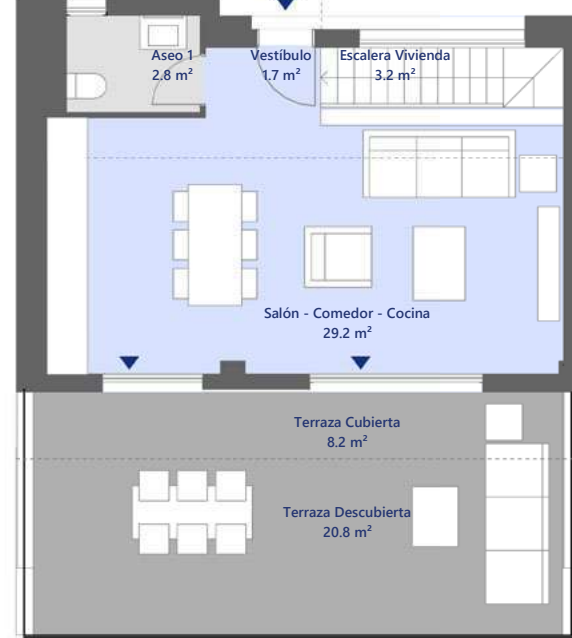 Aseo 1
2.8 m²
Vestíbulo
1.7 m²
Escalera Vivienda
3.2 m²
Salón - Comedor - Cocina
29.2 m²
Terraza Cubierta
8.2 m²
Terraza Descubierta
20.8 m²